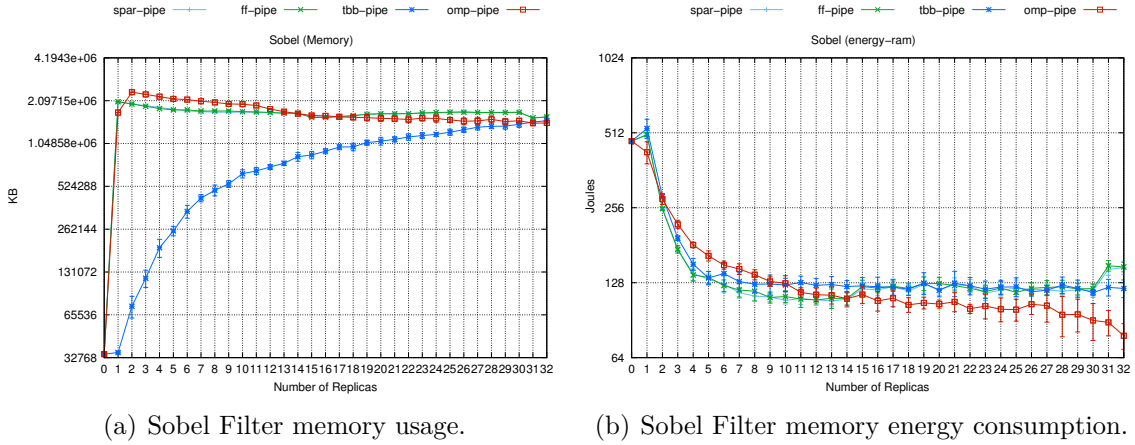 spar-pipe ff-pipe tbb-pipe omp-pipe
Sobel (Memory)
4.1943e+06
2.09715e+06
1.04858e+06
524288
262144
131072
65536
32768
KB
0 1 2 3 4 5 6 7 8 9 10 11 12 13 14 15 16 17 18 19 20 21 22 23 24 25 26 27 28 29 30 31 32
Number of Replicas
(a) Sobel Filter memory usage.
spar-pipe ff-pipe tbb-pipe omp-pipe
Sobel (energy-ram)
1024
512
256
128
64
Joules
0 1 2 3 4 5 6 7 8 9 10 11 12 13 14 15 16 17 18 19 20 21 22 23 24 25 26 27 28 29 30 31 32
Number of Replicas
(b) Sobel Filter memory energy consumption.